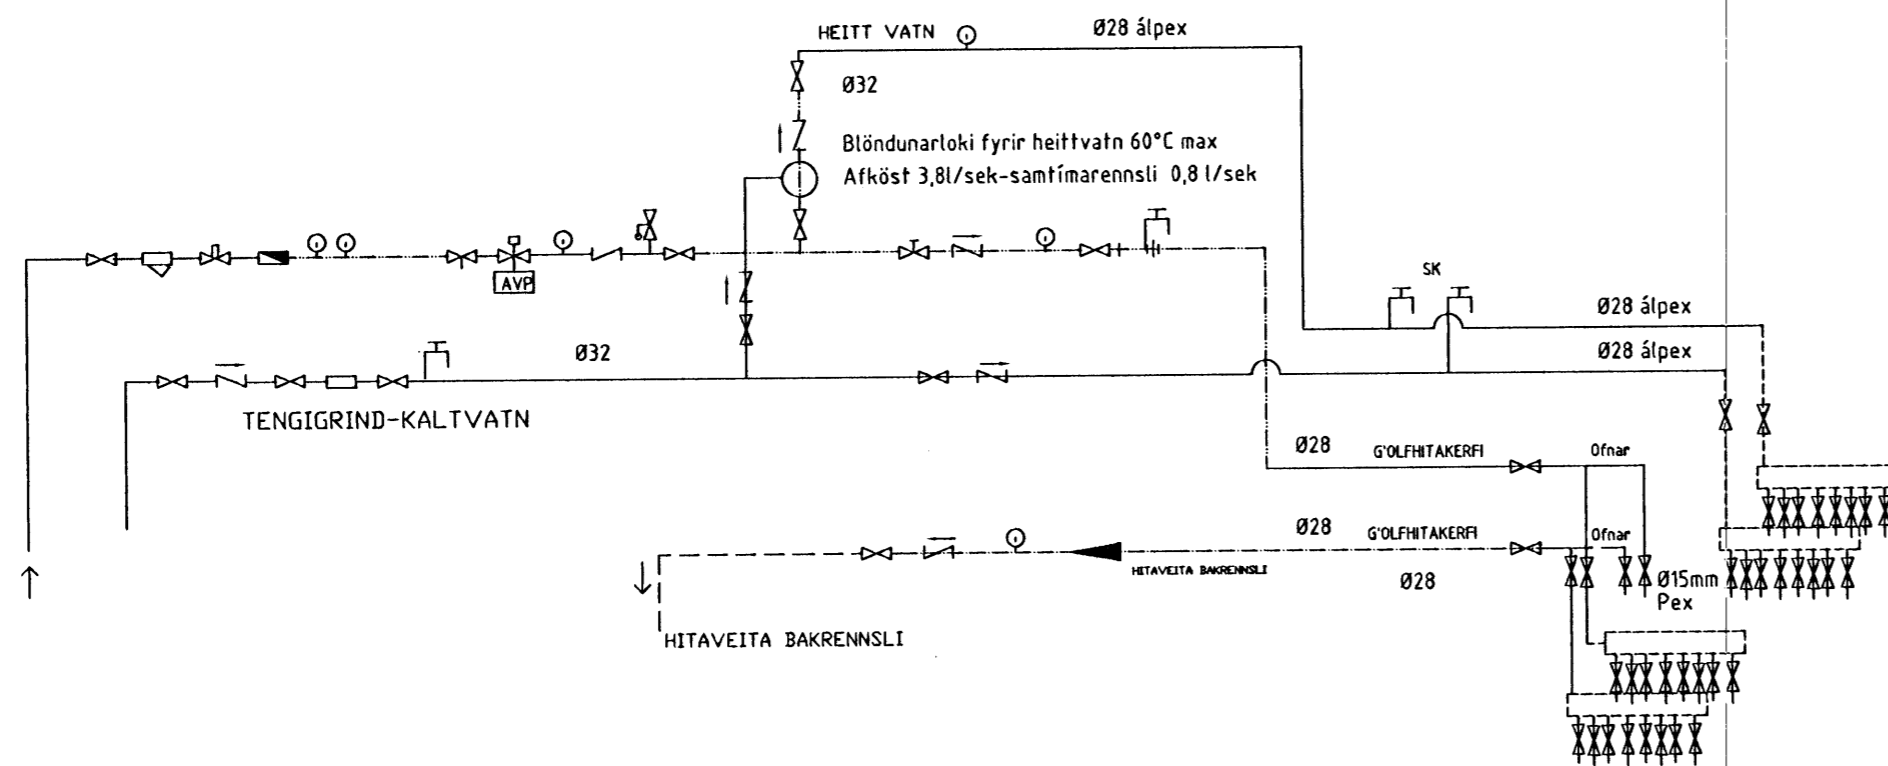 HEITT VATN
Ø28 álpex
Ø32
Blöndunarloki fyrir heittvatn 60°C max
Afköst 3,8l/sek-samtímarennsli 0,8 l/sek
AVP
SK
Ø28 álpex
Ø32
Ø28 álpex
TENGIGRIND-KALTVATN
Ø28
G'OLFHITAKERFI
Ofnar
Ø28
G'OLFHITAKERFI
Ofnar
HITAVEITA BAKRENNSLI
Ø28
Ø15mm
Pex
HITAVEITA BAKRENNSLI